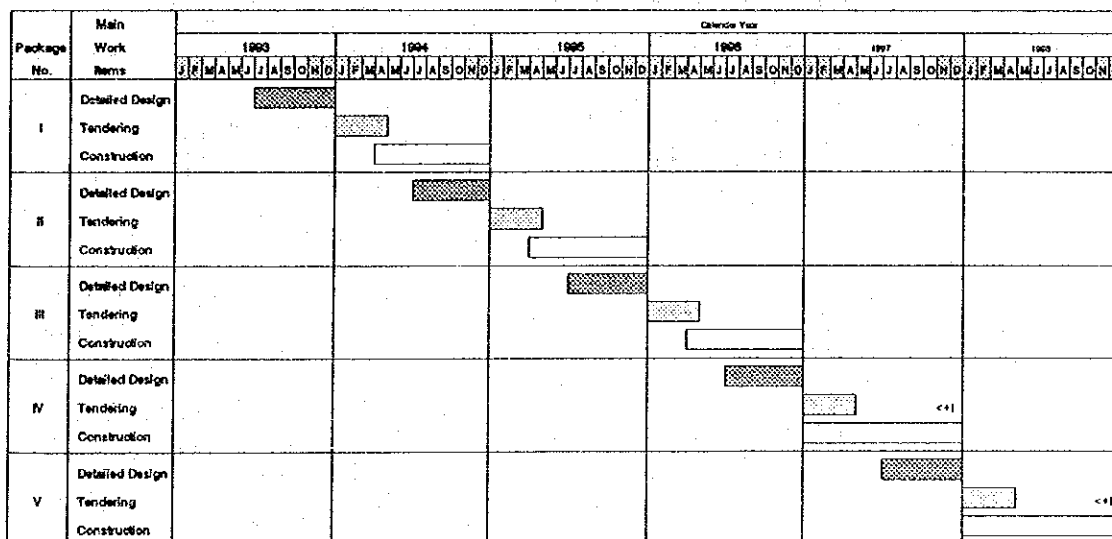 Main
Calendar Year
Package
Work
1993
1994
1995
1996
1997
No.
Items
J F M A M J J A S O N D J F M A M J J A S O N D J F M A M J J A S O N D J F M A M J J A S O N D J F M A M J J A S O N D J F M A M J J A S O N
Detailed Design
I
Tendering
Construction
Detailed Design
II
Tendering
Construction
Detailed Design
III
Tendering
Construction
Detailed Design
IV
Tendering
<+|
Construction
Detailed Design
V
Tendering
<+|
Construction